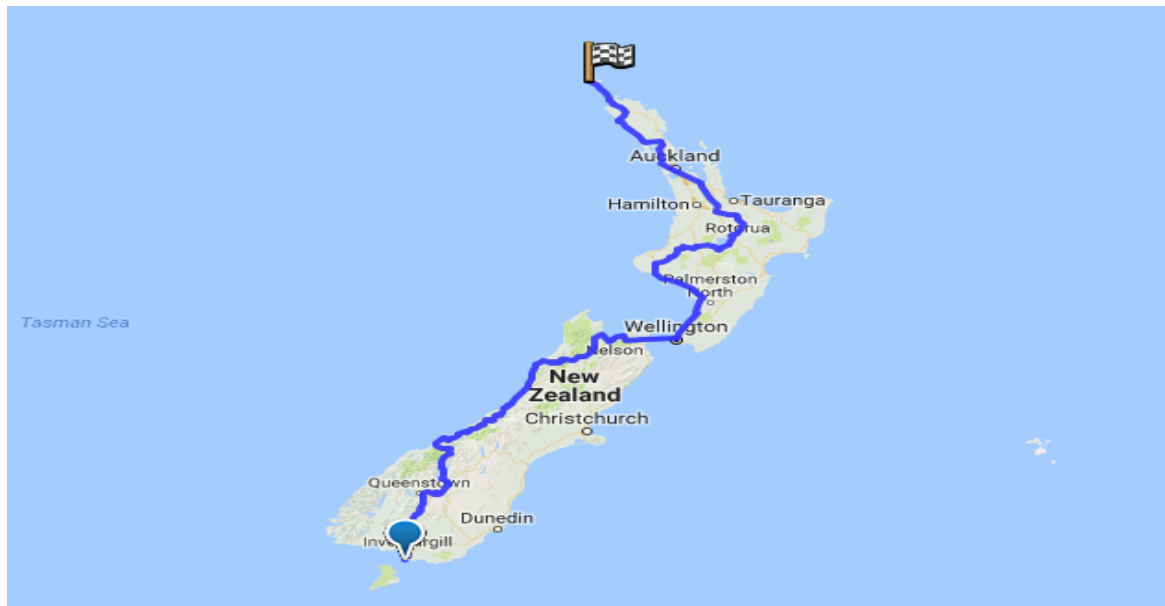 Auckland
Tauranga
Hamilton
Rotorua
Palmerston
North
Tasman Sea
Wellington
Nelson
New
Zealand
Christchurch
Queenstown
Dunedin
Invercargill